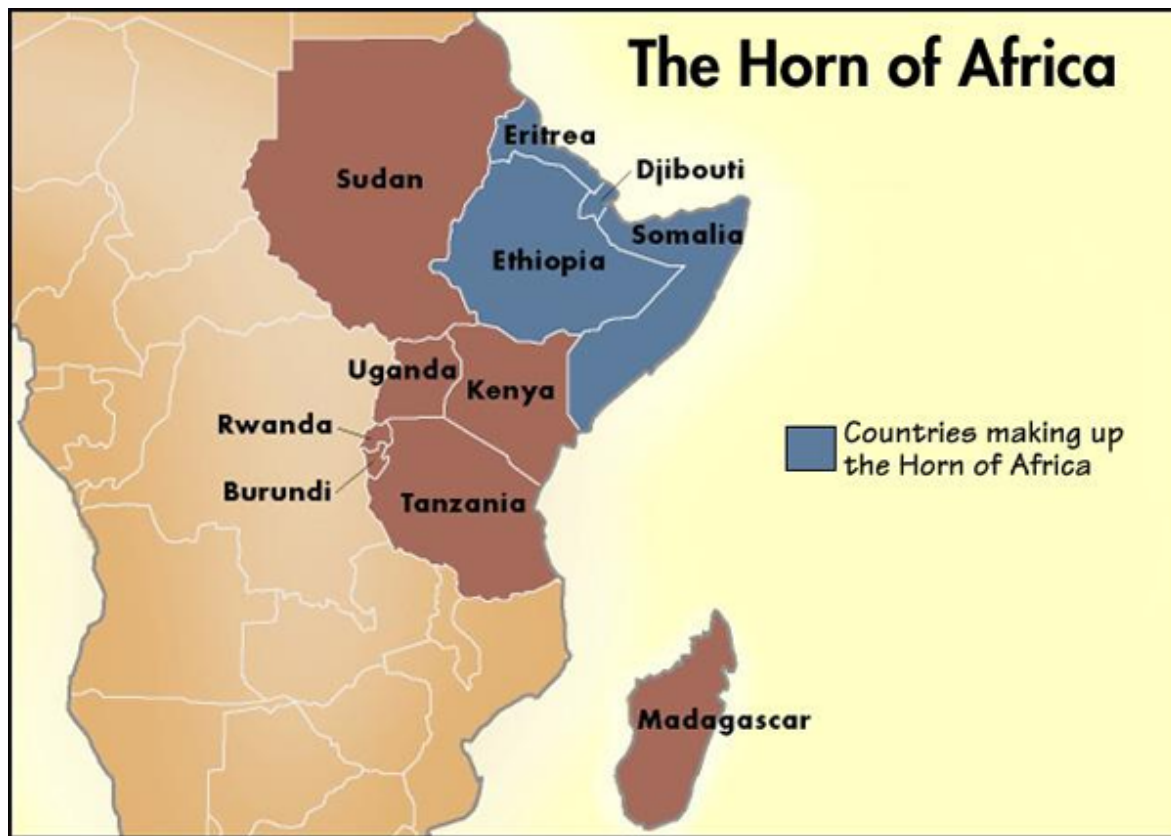 The Horn of Africa
Eritrea
Djibouti
Sudan
Somalia
Ethiopia
Uganda
Kenya
Rwanda
Burundi
Tanzania
Countries making up
the Horn of Africa
Madagascar